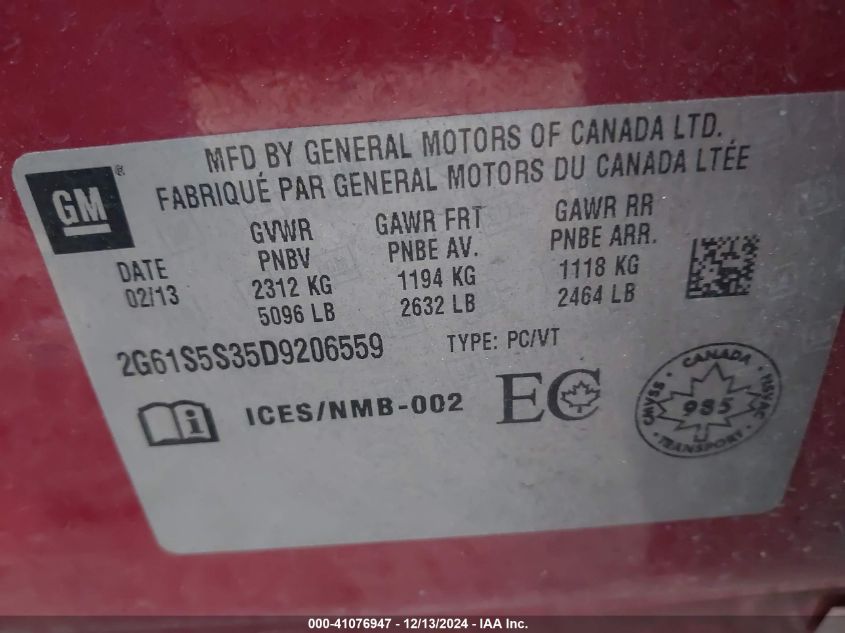 MFD BY GENERAL MOTORS OF CANADA LTD.
FABRIQUÉ PAR GENERAL MOTORS DU CANADA LTÉE
GM®
DATE
02/13
GVWR
PNBV
2312 KG
5096 LB
GAWR FRT
PNBE AV.
1194 KG
2632 LB
GAWR RR
PNBE ARR.
1118 KG
2464 LB
2G61S5S35D9206559 TYPE: PC/VT
i ICES/NMB-002 EC
CANADA
CMVSS 985 NSVAC
TRANSPORT
000-41076947 - 12/13/2024 - IAA Inc.